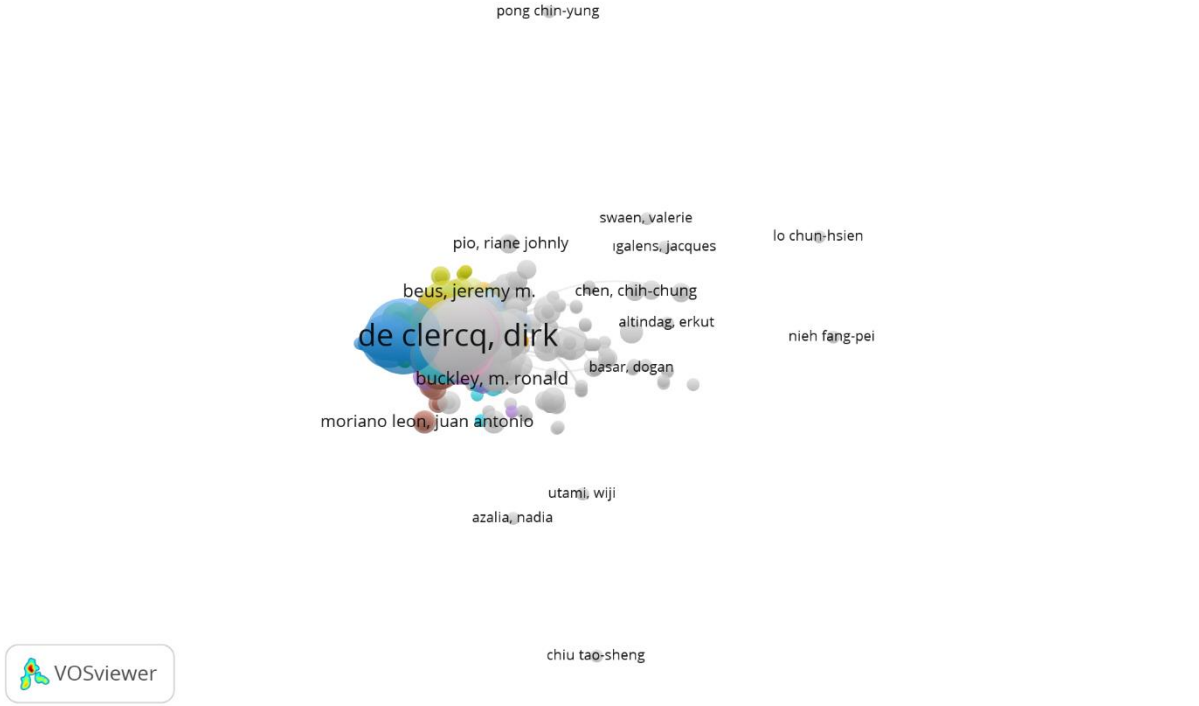 pong chin-yung
swaen, valerie
lo chun-hsien
pio, riane johnly
ıgalens, jacques
beus, jeremy m.
chen, chih-chung
altindag, erkut
de clercq, dirk
nieh fang-pei
basar, dogan
buckley, m. ronald
moriano leon, juan antonio
utami, wiji
azalia, nadia
chiu tao-sheng
VOSviewer